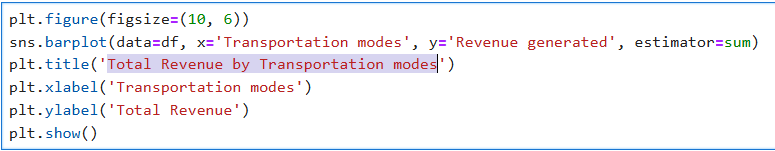 plt.figure(figsize=(10, 6))
sns.barplot(data=df, x='Transportation modes', y='Revenue generated', estimator=sum)
plt.title('Total Revenue by Transportation modes')
plt.xlabel('Transportation modes')
plt.ylabel('Total Revenue')
plt.show()